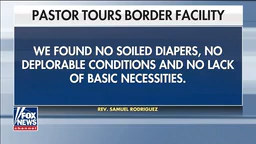 PASTOR TOURS BORDER FACILITY
WE FOUND NO SOILED DIAPERS, NO
DEPLORABLE CONDITIONS AND NO LACK
OF BASIC NECESSITIES.
REV. SAMUEL RODRIGUEZ
FOX
NEWS
channel